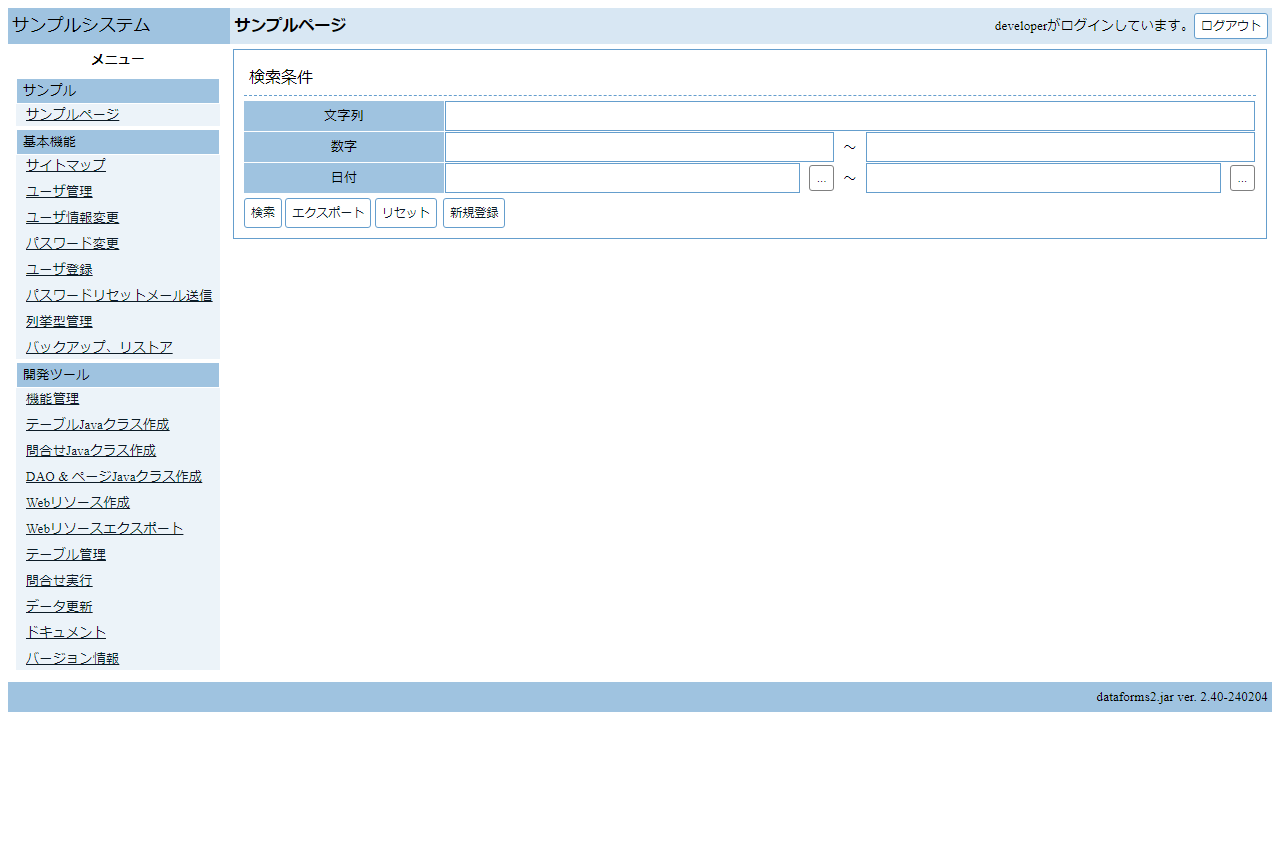 サンプルシステム
サンプルページ
developerがログインしています。 ログアウト
メニュー
サンプル
サンプルページ
基本機能
サイトマップ
ユーザ管理
ユーザ情報変更
パスワード変更
ユーザ登録
パスワードリセットメール送信
列挙型管理
バックアップ、リストア
開発ツール
機能管理
テーブルJavaクラス作成
問合せJavaクラス作成
DAO & ページJavaクラス作成
Webリソース作成
Webリソースエクスポート
テーブル管理
問合せ実行
データ更新
ドキュメント
バージョン情報
検索条件
文字列
数字 ～
日付 ... ～ ...
検索 エクスポート リセット 新規登録
dataforms2.jar ver. 2.40-240204